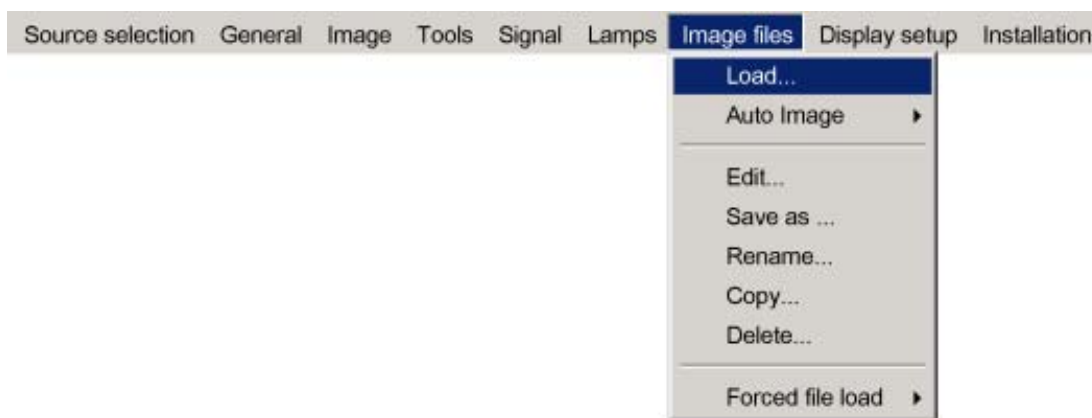 Source selection General Image Tools Signal Lamps Image files Display setup Installation
Load...
Auto Image
Edit...
Save as ...
Rename...
Copy...
Delete...
Forced file load